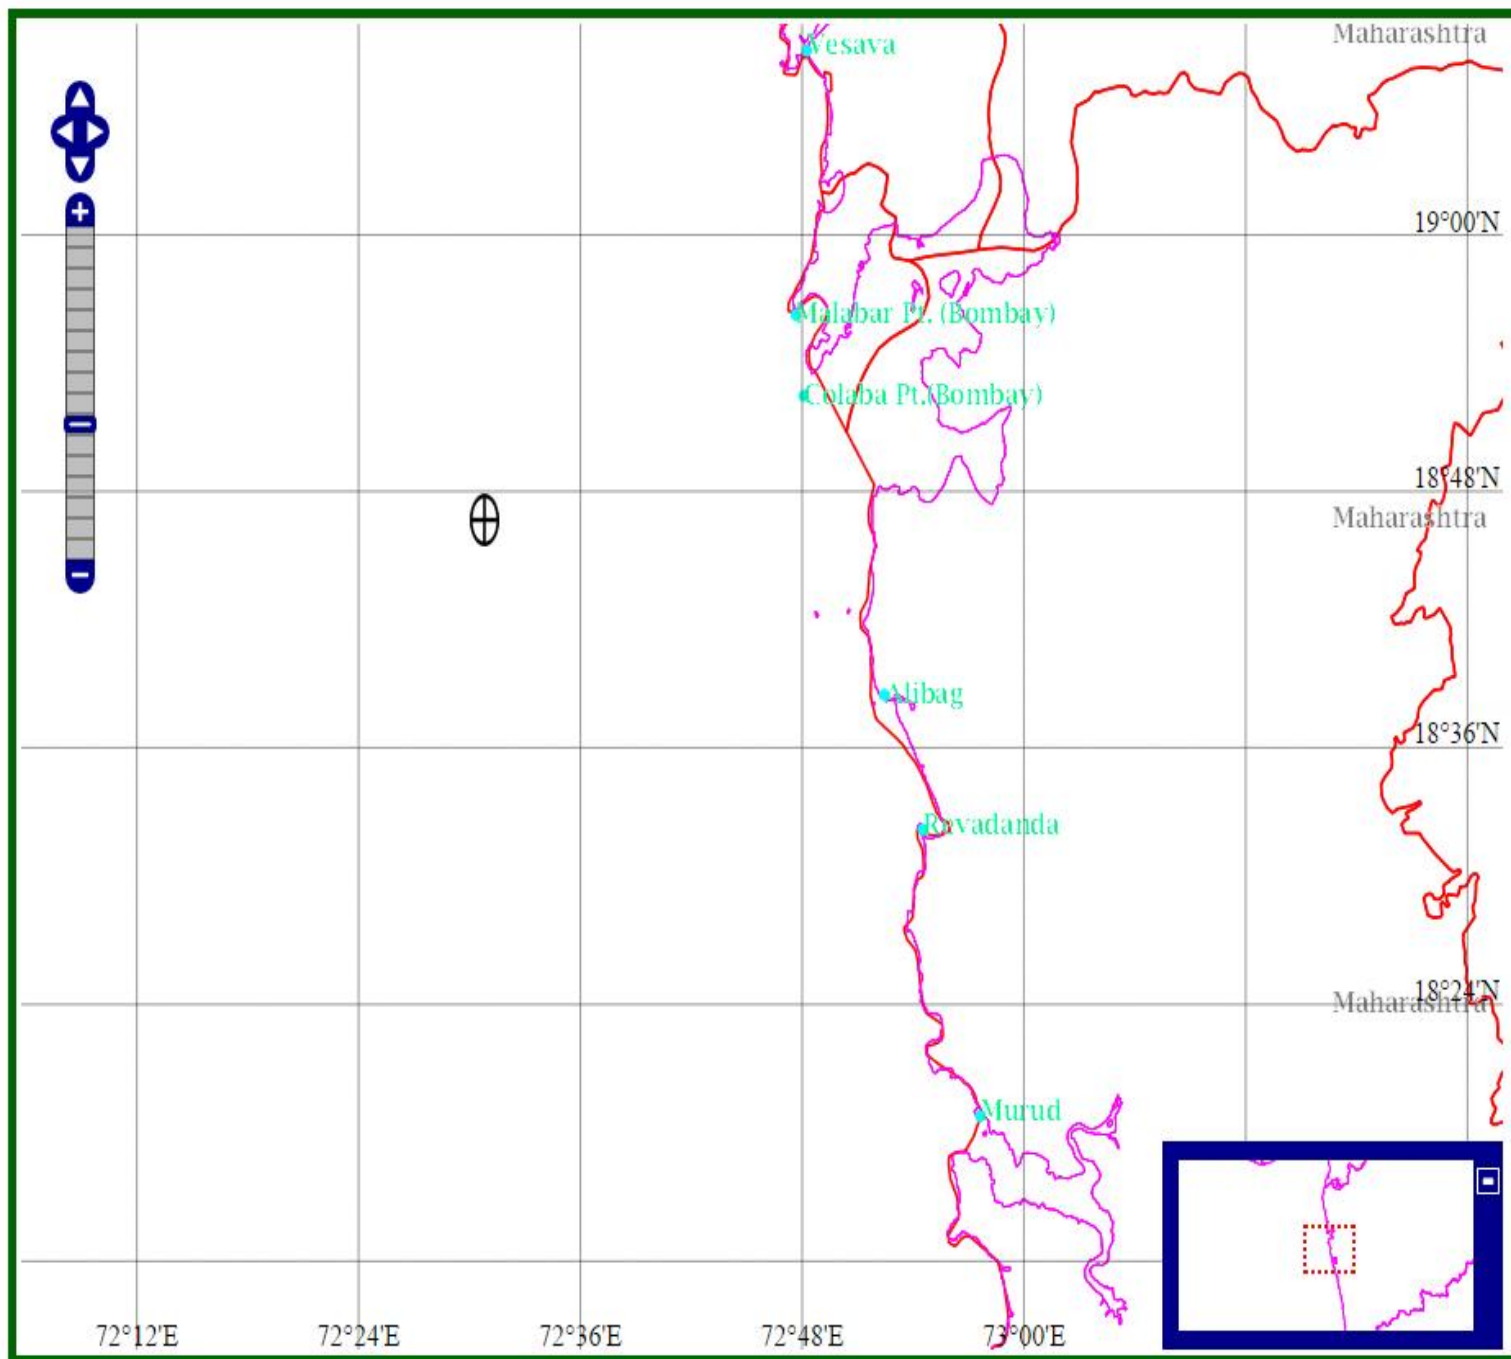 Maharashtra
Vesava
19°00'N
Malabar Pt. (Bombay)
Colaba Pt.(Bombay)
18°48'N
Maharashtra
Alibag
18°36'N
Revadanda
18°24'N
Maharashtra
Murud
72°12'E 72°24'E 72°36'E 72°48'E 73°00'E